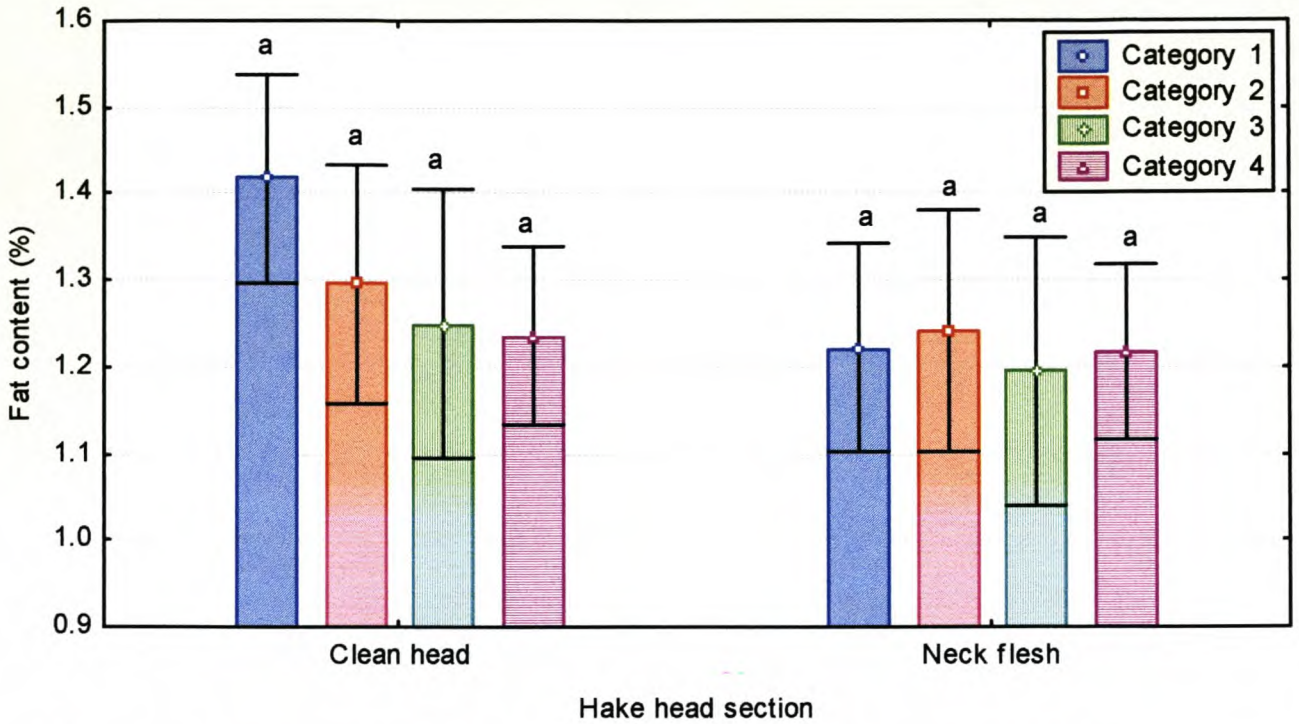 1.6
1.5
1.4
1.3
1.2
1.1
1.0
0.9
Fat content (%)
a
a
a
a
a
a
a
a
Category 1
Category 2
Category 3
Category 4
Clean head
Neck flesh
Hake head section